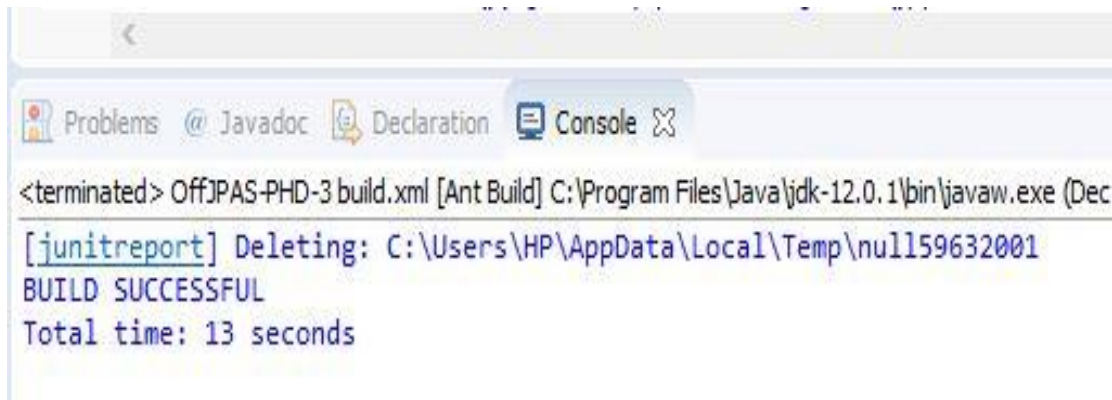 Problems @ Javadoc Declaration Console
<terminated> OffJPAS-PHD-3 build.xml [Ant Build] C:\Program Files\Java\jdk-12.0.1\bin\javaw.exe (Dec
[junitreport] Deleting: C:\Users\HP\AppData\Local\Temp\null59632001
BUILD SUCCESSFUL
Total time: 13 seconds